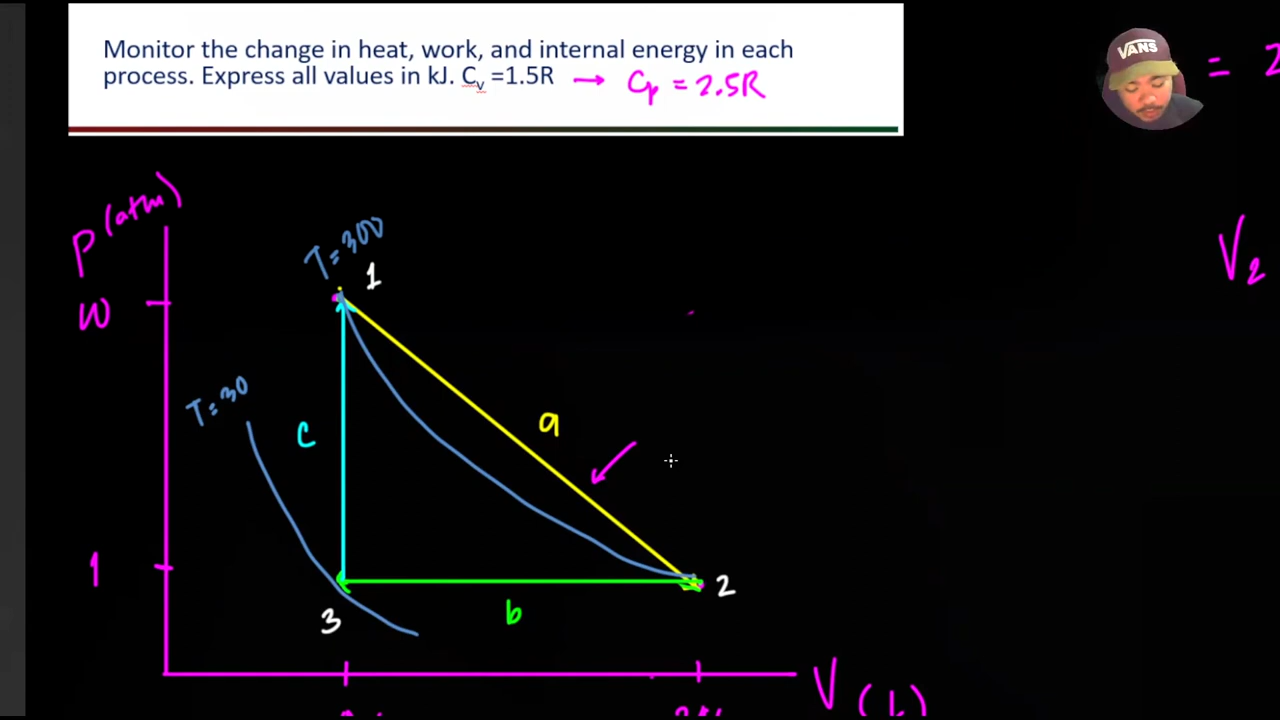 Monitor the change in heat, work, and internal energy in each
process. Express all values in kJ. Cv =1.5R → Cp = 2.5R
VANS
=
P (atm)
T=300
1
10
T=30
a
c
V2
1
2
3
b
V